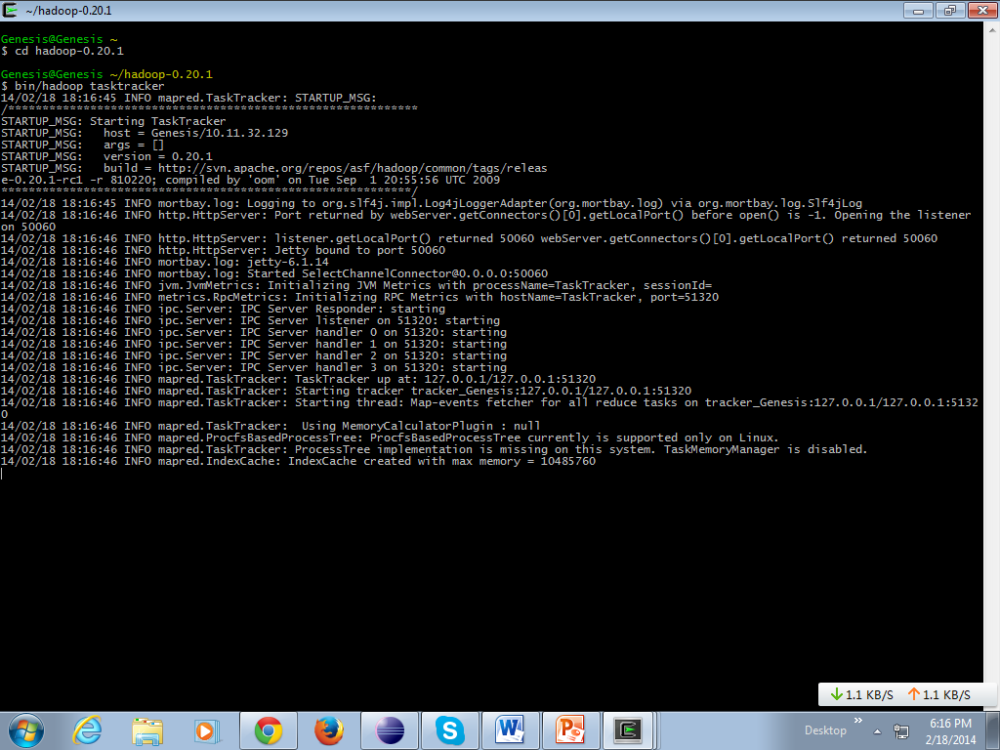 ~/hadoop-0.20.1
Genesis@Genesis ~
$ cd hadoop-0.20.1
Genesis@Genesis ~/hadoop-0.20.1
$ bin/hadoop tasktracker
14/02/18 18:16:45 INFO mapred.TaskTracker: STARTUP_MSG:
/************************************************************
STARTUP_MSG: Starting TaskTracker
STARTUP_MSG:   host = Genesis/10.11.32.129
STARTUP_MSG:   args = []
STARTUP_MSG:   version = 0.20.1
STARTUP_MSG:   build = http://svn.apache.org/repos/asf/hadoop/common/tags/releas
e-0.20.1-rc1 -r 810220; compiled by 'oom' on Tue Sep  1 20:55:56 UTC 2009
************************************************************/
14/02/18 18:16:45 INFO mortbay.log: Logging to org.slf4j.impl.Log4jLoggerAdapter(org.mortbay.log) via org.mortbay.log.Slf4jLog
14/02/18 18:16:46 INFO http.HttpServer: Port returned by webServer.getConnectors()[0].getLocalPort() before open() is -1. Opening the listener
on 50060
14/02/18 18:16:46 INFO http.HttpServer: listener.getLocalPort() returned 50060 webServer.getConnectors()[0].getLocalPort() returned 50060
14/02/18 18:16:46 INFO http.HttpServer: Jetty bound to port 50060
14/02/18 18:16:46 INFO mortbay.log: jetty-6.1.14
14/02/18 18:16:46 INFO mortbay.log: Started SelectChannelConnector@0.0.0.0:50060
14/02/18 18:16:46 INFO jvm.JvmMetrics: Initializing JVM Metrics with processName=TaskTracker, sessionId=
14/02/18 18:16:46 INFO metrics.RpcMetrics: Initializing RPC Metrics with hostName=TaskTracker, port=51320
14/02/18 18:16:46 INFO ipc.Server: IPC Server Responder: starting
14/02/18 18:16:46 INFO ipc.Server: IPC Server listener on 51320: starting
14/02/18 18:16:46 INFO ipc.Server: IPC Server handler 0 on 51320: starting
14/02/18 18:16:46 INFO ipc.Server: IPC Server handler 1 on 51320: starting
14/02/18 18:16:46 INFO ipc.Server: IPC Server handler 2 on 51320: starting
14/02/18 18:16:46 INFO ipc.Server: IPC Server handler 3 on 51320: starting
14/02/18 18:16:46 INFO mapred.TaskTracker: TaskTracker up at: 127.0.0.1/127.0.0.1:51320
14/02/18 18:16:46 INFO mapred.TaskTracker: Starting tracker tracker_Genesis:127.0.0.1/127.0.0.1:51320
14/02/18 18:16:46 INFO mapred.TaskTracker: Starting thread: Map-events fetcher for all reduce tasks on tracker_Genesis:127.0.0.1/127.0.0.1:5132
0
14/02/18 18:16:46 INFO mapred.TaskTracker:  Using MemoryCalculatorPlugin : null
14/02/18 18:16:46 INFO mapred.ProcfsBasedProcessTree: ProcfsBasedProcessTree currently is supported only on Linux.
14/02/18 18:16:46 INFO mapred.TaskTracker: ProcessTree implementation is missing on this system. TaskMemoryManager is disabled.
14/02/18 18:16:46 INFO mapred.IndexCache: IndexCache created with max memory = 10485760
1.1 KB/S 1.1 KB/S
Desktop
6:16 PM
2/18/2014